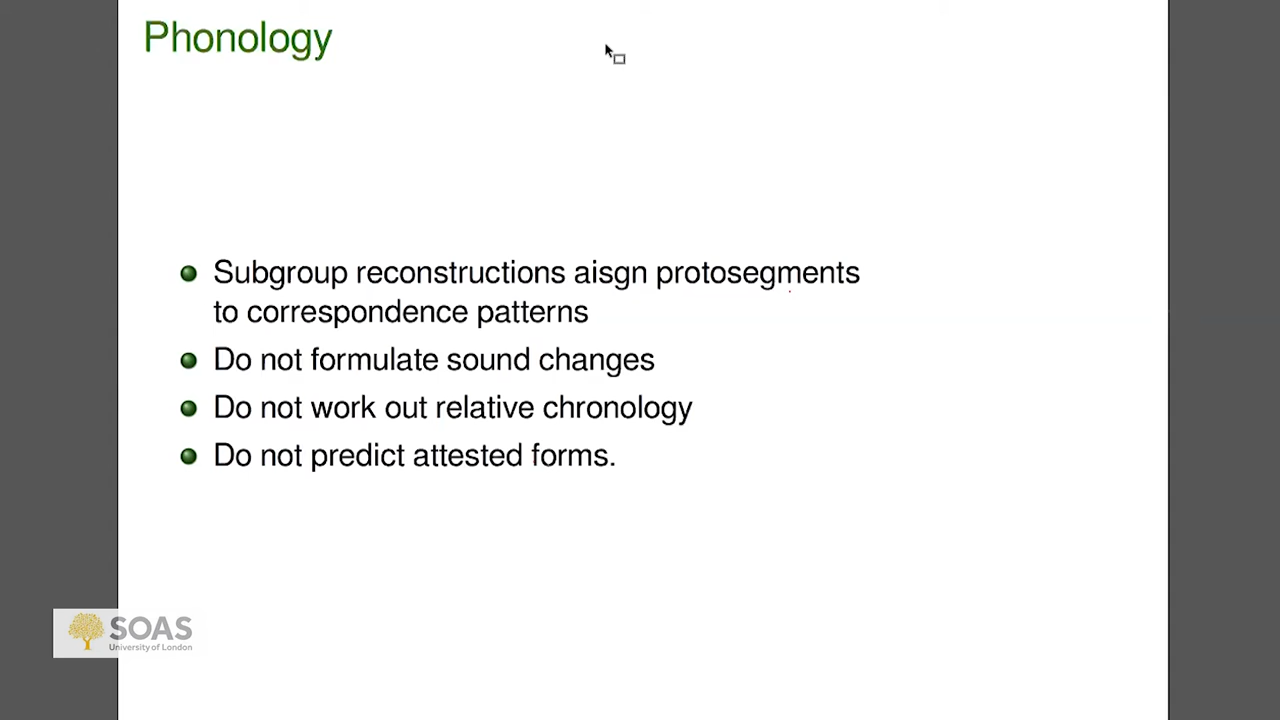 Phonology
Subgroup reconstructions aisgn protosegments
to correspondence patterns
Do not formulate sound changes
Do not work out relative chronology
Do not predict attested forms.
SOAS
University of London